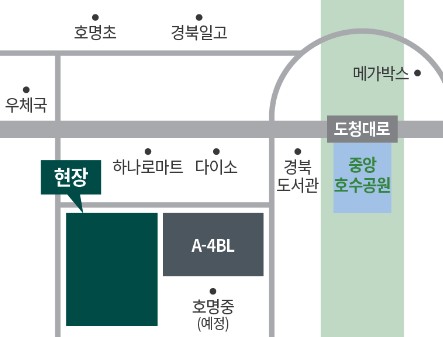 호명초
경북일고
메가박스
우체국
도청대로
하나로마트
다이소
경북
도서관
중앙
호수공원
현장
A-4BL
호명중
(예정)